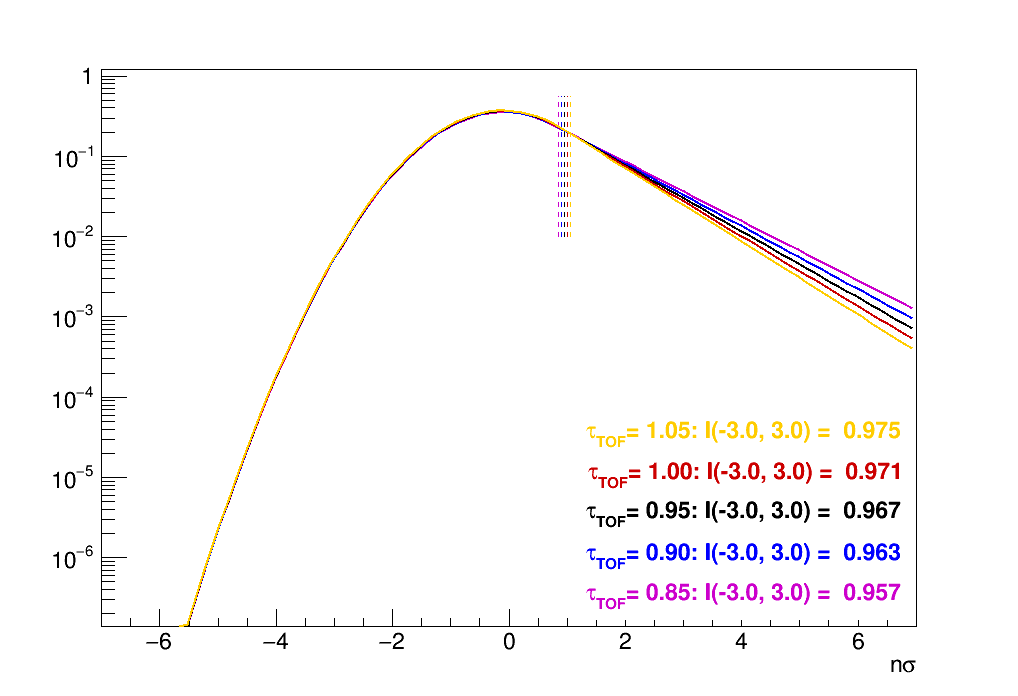 1
10⁻¹
10⁻²
10⁻³
10⁻⁴
10⁻⁵
10⁻⁶
τTOF= 1.05: I(-3.0, 3.0) = 0.975
τTOF= 1.00: I(-3.0, 3.0) = 0.971
τTOF= 0.95: I(-3.0, 3.0) = 0.967
τTOF= 0.90: I(-3.0, 3.0) = 0.963
τTOF= 0.85: I(-3.0, 3.0) = 0.957
−6 −4 −2 0 2 4 6
nσ